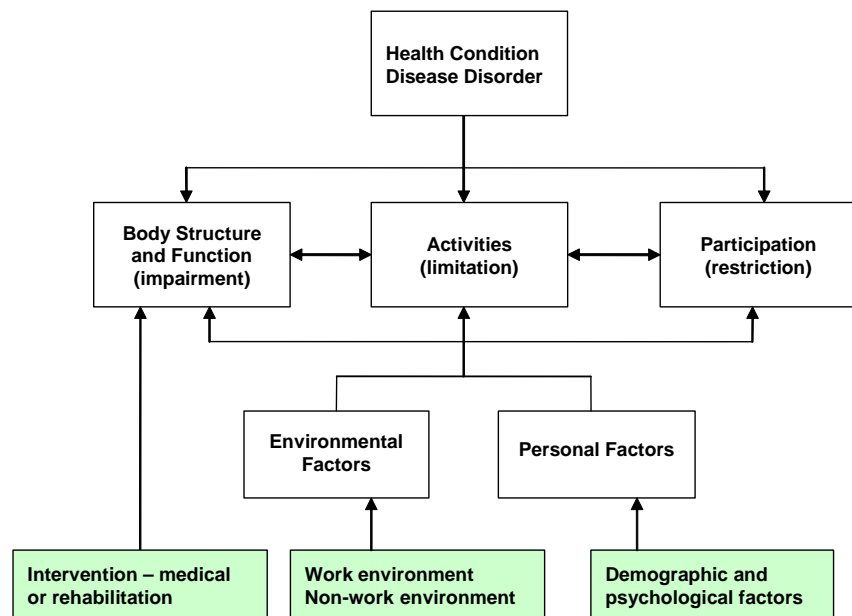 Health Condition
Disease Disorder
Body Structure
and Function
(impairment)
Activities
(limitation)
Participation
(restriction)
Environmental
Factors
Personal Factors
Intervention – medical
or rehabilitation
Work environment
Non-work environment
Demographic and
psychological factors